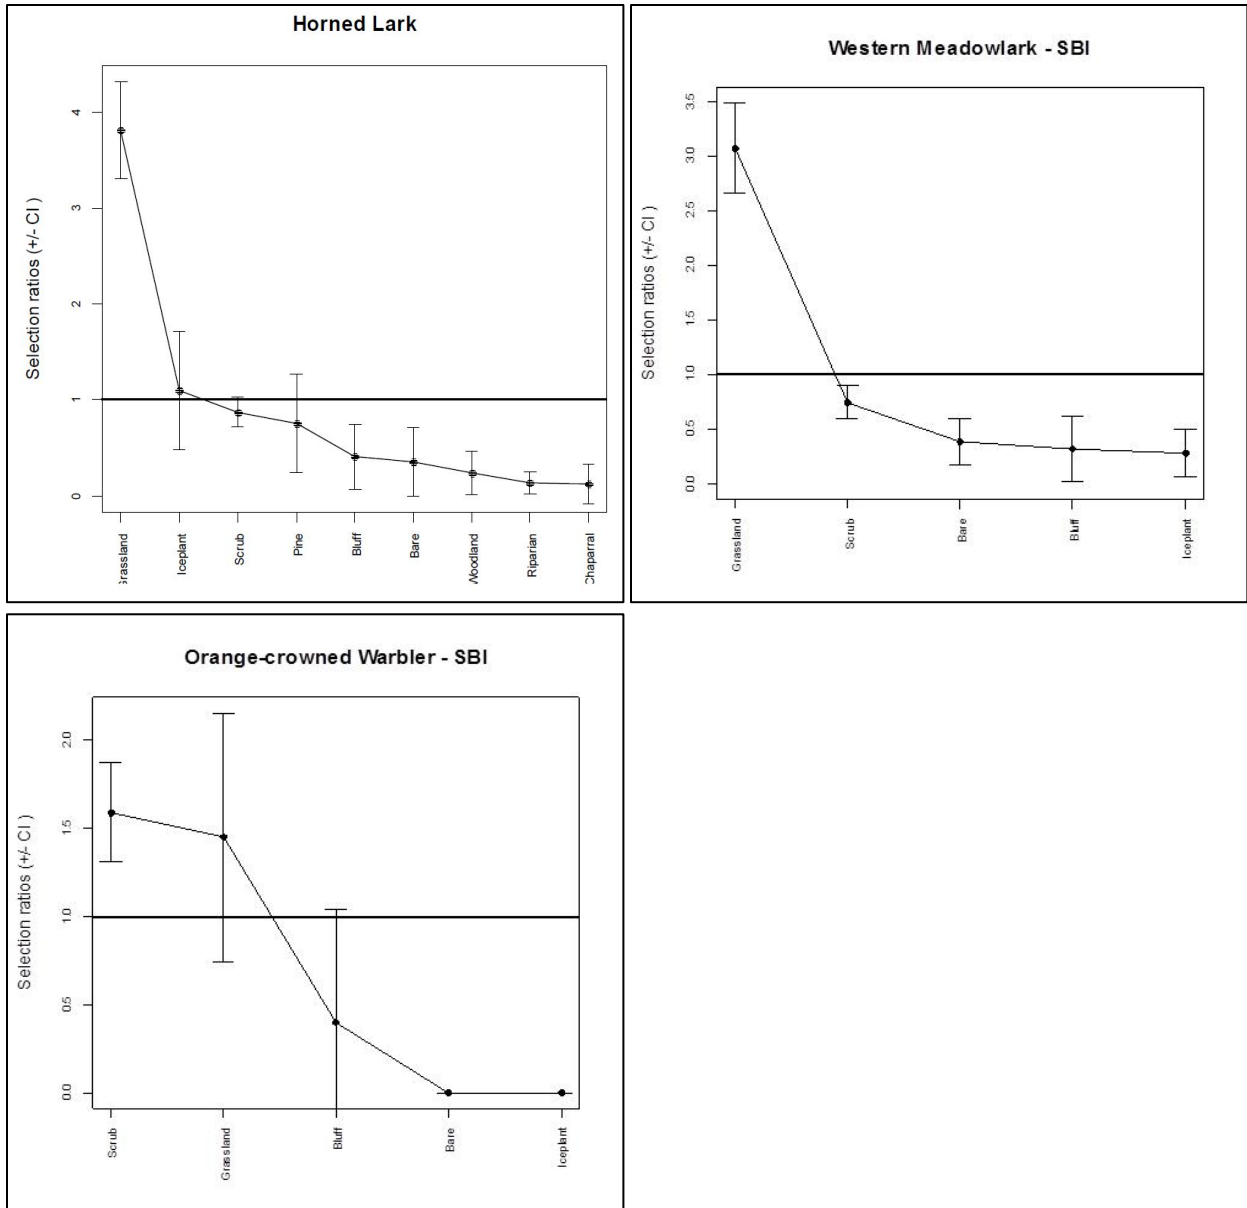 Horned Lark
Selection ratios (+/- CI )
4
3
2
1
0
Grassland
Iceplant
Scrub
Pine
Bluff
Bare
Woodland
Riparian
Chaparral
Western Meadowlark - SBI
Selection ratios (+/- CI )
3.5
3.0
2.5
2.0
1.5
1.0
0.5
0.0
Grassland
Scrub
Bare
Bluff
Iceplant
Orange-crowned Warbler - SBI
Selection ratios (+/- CI )
2.0
1.5
1.0
0.5
0.0
Scrub
Grassland
Bluff
Bare
Iceplant